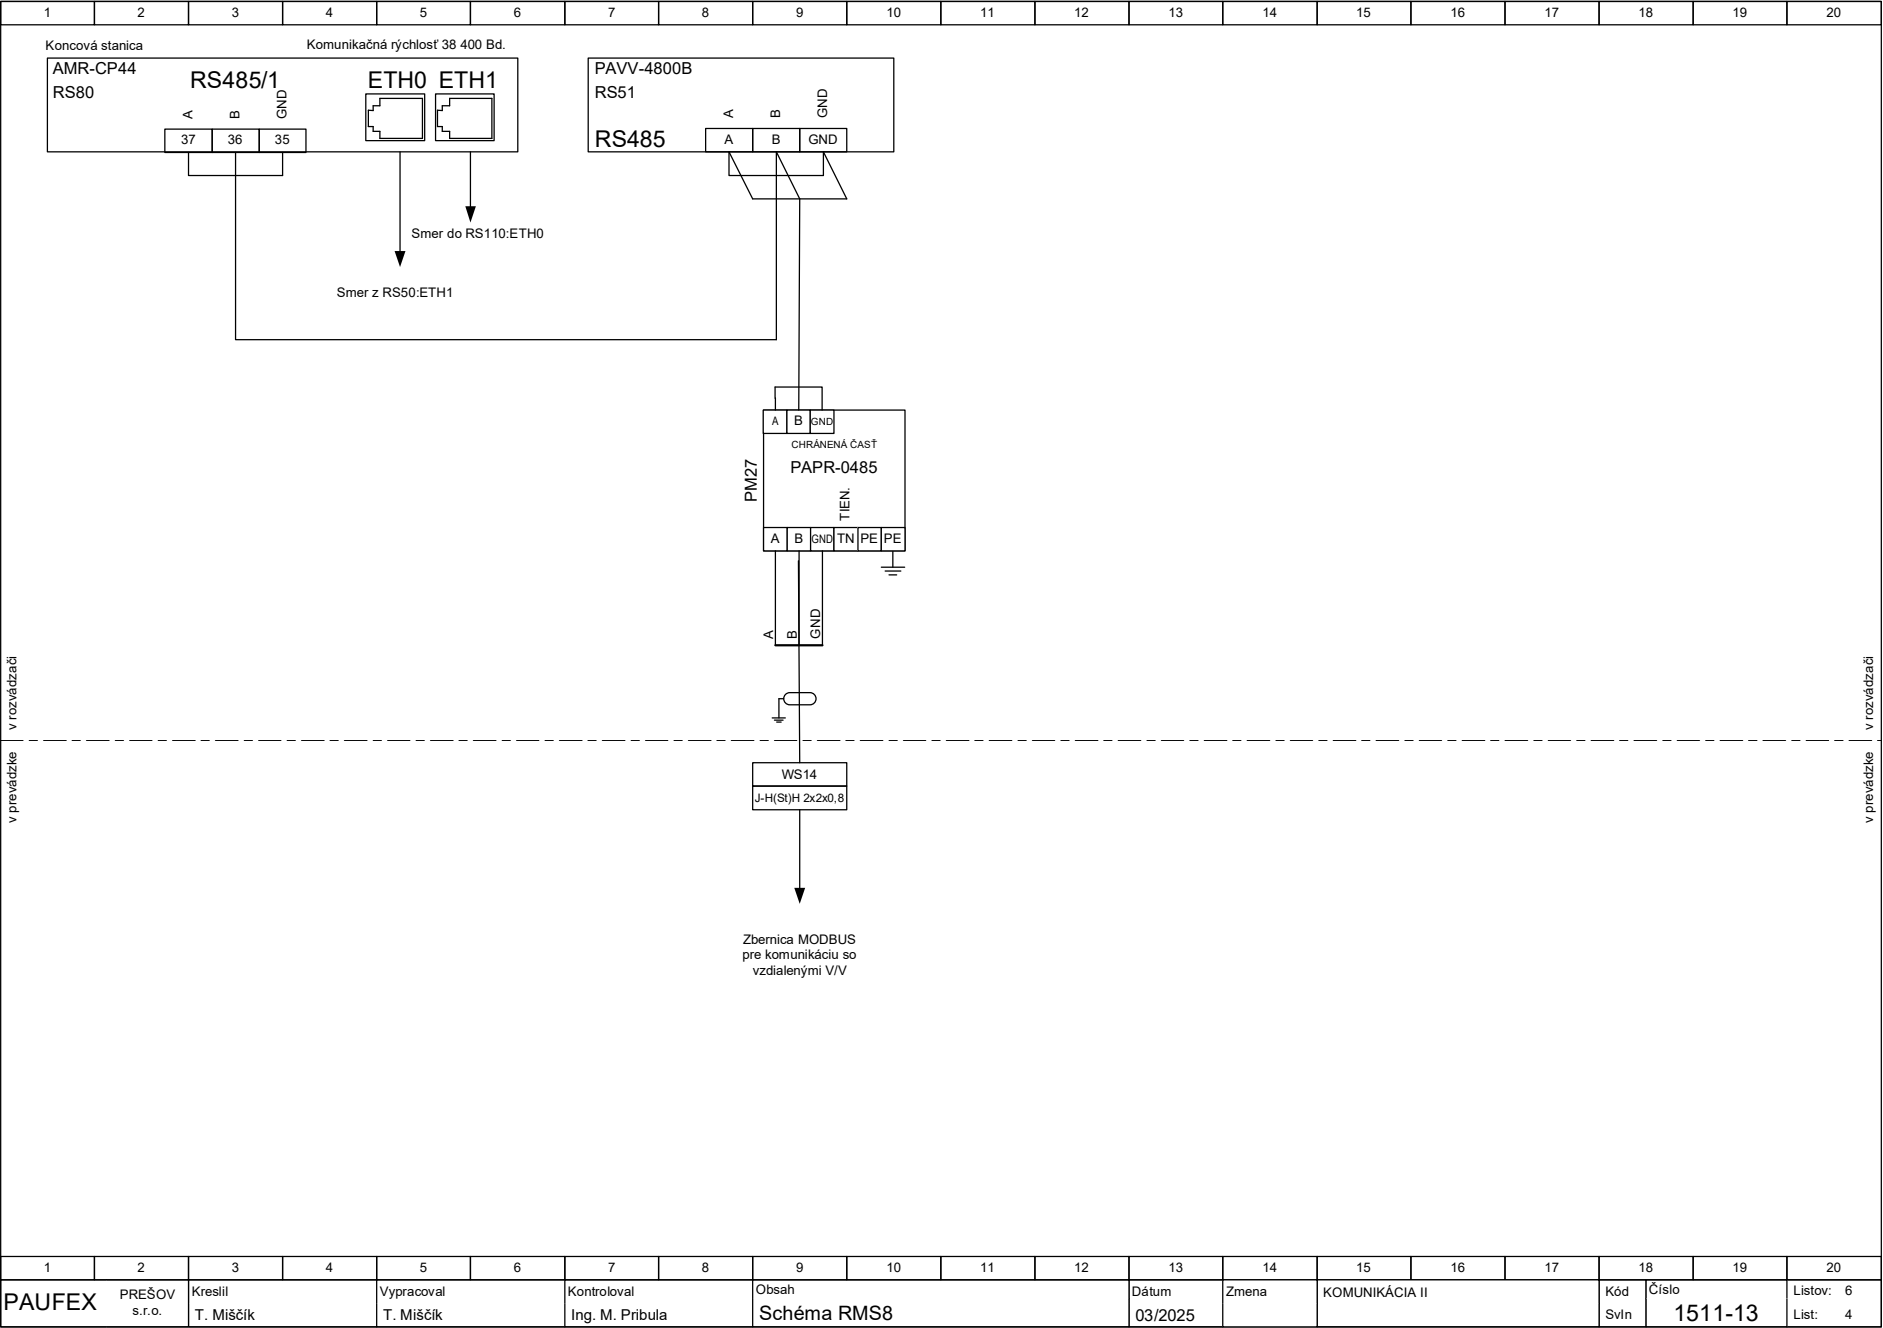 1 2 3 4 5 6 7 8 9 10 11 12 13 14 15 16 17 18 19 20
Koncová stanica
Komunikačná rýchlosť 38 400 Bd.
AMR-CP44
RS80
RS485/1
ETH0 ETH1
A B GND
37 36 35
PAVV-4800B
RS51
RS485
A B GND
A B GND
Smer do RS110:ETH0
Smer z RS50:ETH1
A B GND
CHRÁNENÁ ČASŤ
PAPR-0485
PM27
TIEN.
A B GND TN PE PE
A B GND
v rozvádzači
v rozvádzači
v prevádzke
v prevádzke
WS14
J-H(St)H 2x2x0,8
Zbernica MODBUS
pre komunikáciu so
vzdialenými V/V
1 2 3 4 5 6 7 8 9 10 11 12 13 14 15 16 17 18 19 20
PAUFEX
PREŠOV
s.r.o.
Kreslil
T. Miščík
Vypracoval
T. Miščík
Kontroloval
Ing. M. Pribula
Obsah
Schéma RMS8
Dátum
03/2025
Zmena
KOMUNIKÁCIA II
Kód
Svln
Číslo
1511-13
Listov: 6
List: 4